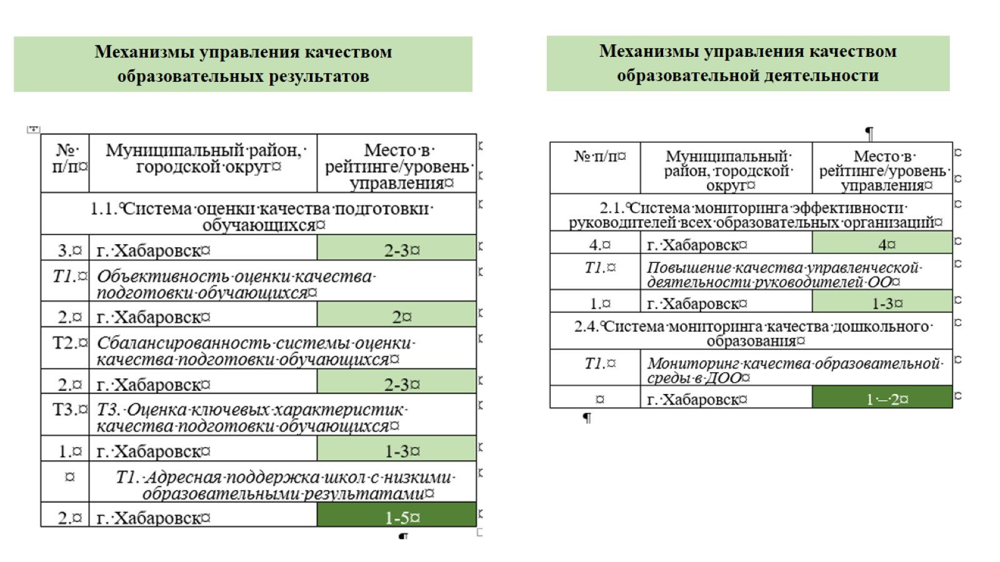 Механизмы управления качеством
образовательных результатов
№·
п/п¤
Муниципальный·район,·
городской·округ¤
Место·в·
рейтинге/уровень·
управления¤
1.1.°Система·оценки·качества·подготовки·
обучающихся¤
3.¤ г.·Хабаровск¤ 2-3¤
Т1.¤ Объективность·оценки·качества·
подготовки·обучающихся¤
2.¤ г.·Хабаровск¤ 2¤
Т2.¤ Сбалансированность·системы·оценки·
качества·подготовки·обучающихся¤
2.¤ г.·Хабаровск¤ 2-3¤
Т3.¤ Т3.·Оценка·ключевых·характеристик·
качества·подготовки·обучающихся¤
1.¤ г.·Хабаровск¤ 1-3¤
¤ Т1.·Адресная·поддержка·школ·с·низкими·
образовательными·результатами¤
2.¤ г.·Хабаровск¤ 1-5¤
¶
Механизмы управления качеством
образовательной деятельности
¶
№·п/п¤
Муниципальный·
район,·городской·
округ¤
Место·в·
рейтинге/уровень·
управления¤
2.1.°Система·мониторинга·эффективности·
руководителей·всех·образовательных·организаций¤
4.¤ г.·Хабаровск¤ 4¤
Т1.¤ Повышение·качества·управленческой·
деятельности·руководителей·ОО¤
1.¤ г.·Хабаровск¤ 1-3¤
2.4.°Система·мониторинга·качества·дошкольного·
образования¤
Т1.¤ Мониторинг·качества·образовательной·
среды·в·ДОО¤
¤ г.·Хабаровск¤ 1·–·2¤
¶